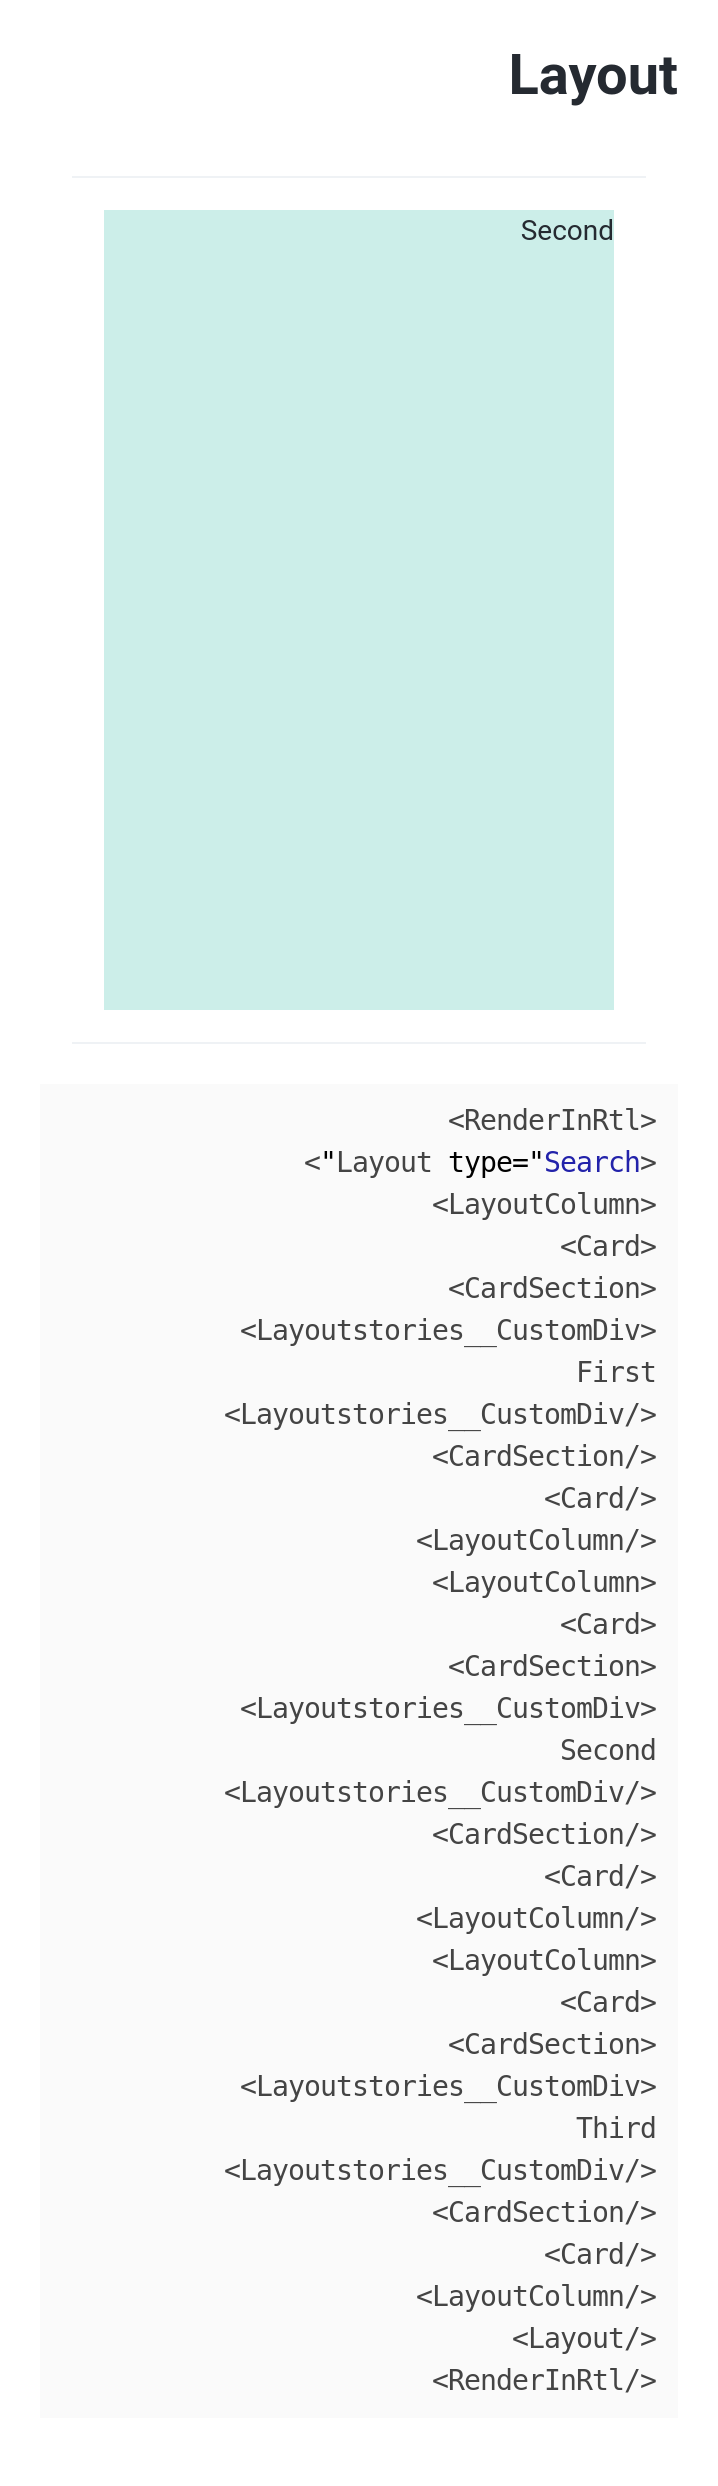 Layout
Second
<RenderInRtl>
<"Layout type="Search>
<LayoutColumn>
<Card>
<CardSection>
<Layoutstories__CustomDiv>
First
<Layoutstories__CustomDiv/>
<CardSection/>
<Card/>
<LayoutColumn/>
<LayoutColumn>
<Card>
<CardSection>
<Layoutstories__CustomDiv>
Second
<Layoutstories__CustomDiv/>
<CardSection/>
<Card/>
<LayoutColumn/>
<LayoutColumn>
<Card>
<CardSection>
<Layoutstories__CustomDiv>
Third
<Layoutstories__CustomDiv/>
<CardSection/>
<Card/>
<LayoutColumn/>
<Layout/>
<RenderInRtl/>